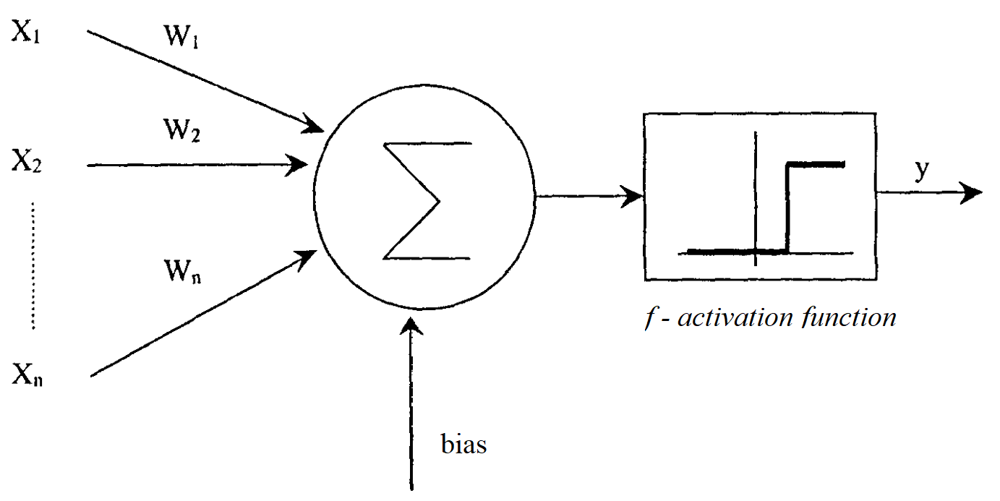 X₁
W₁
W₂
X₂
Wₙ
Xₙ
Σ
bias
f - activation function
y